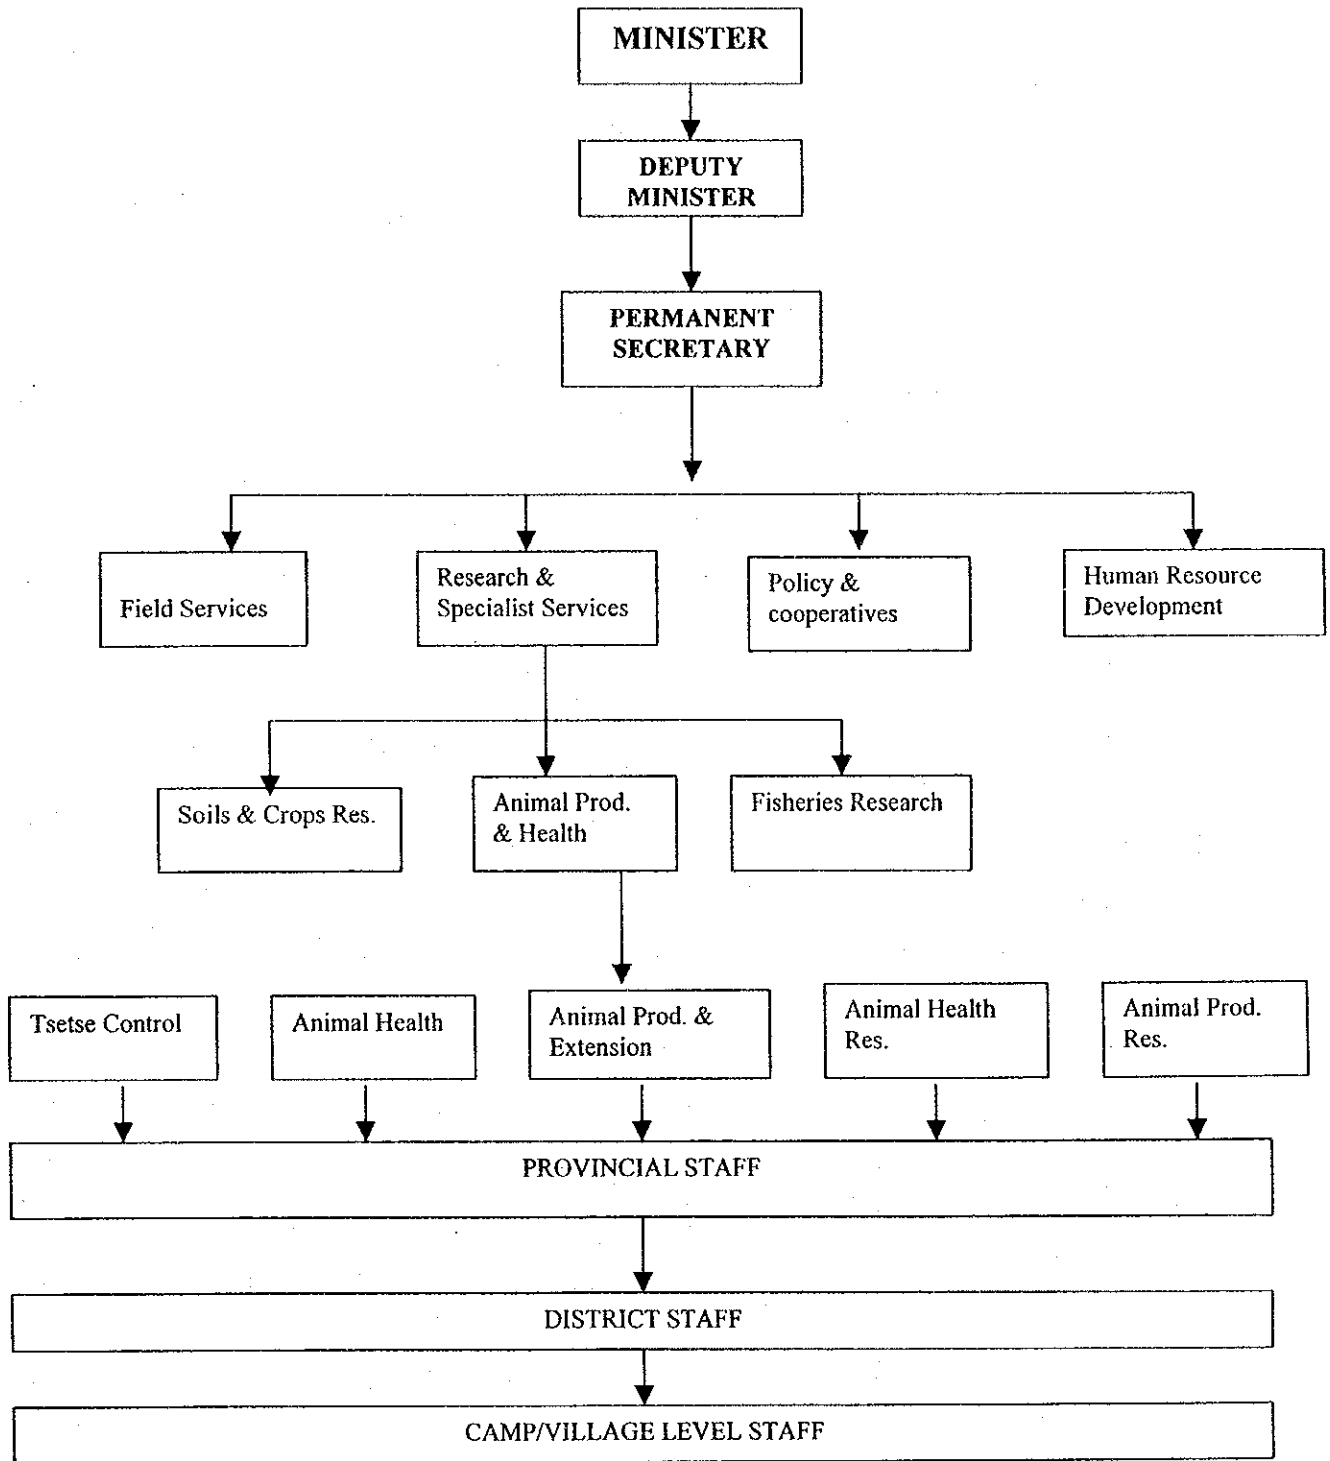 MINISTER
DEPUTY
MINISTER
PERMANENT
SECRETARY
Field Services
Research &
Specialist Services
Policy &
cooperatives
Human Resource
Development
Soils & Crops Res.
Animal Prod.
& Health
Fisheries Research
Tsetse Control
Animal Health
Animal Prod. &
Extension
Animal Health
Res.
Animal Prod.
Res.
PROVINCIAL STAFF
DISTRICT STAFF
CAMP/VILLAGE LEVEL STAFF